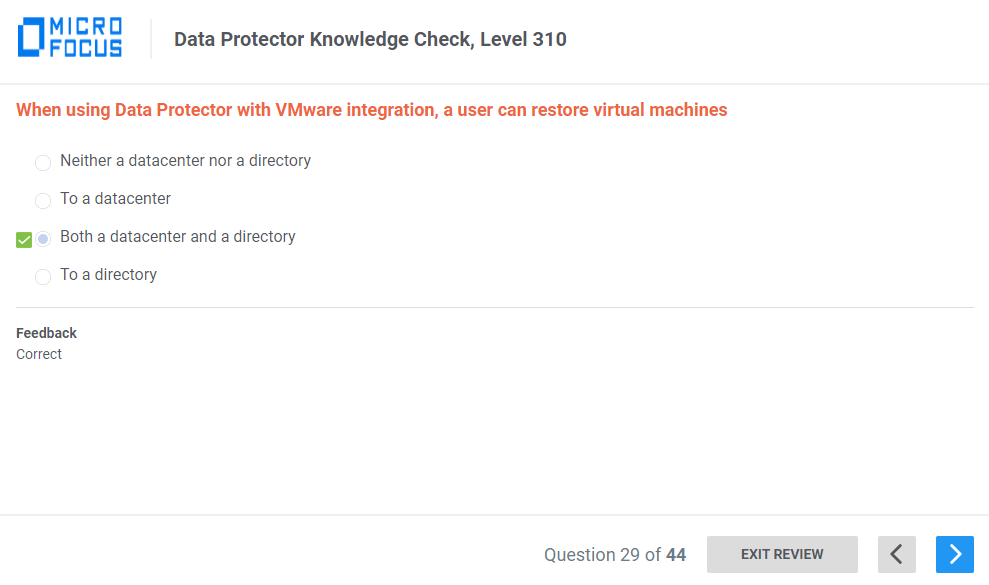 MICRO
FOCUS
Data Protector Knowledge Check, Level 310
When using Data Protector with VMware integration, a user can restore virtual machines
Neither a datacenter nor a directory
To a datacenter
Both a datacenter and a directory
To a directory
Feedback
Correct
Question 29 of 44
EXIT REVIEW